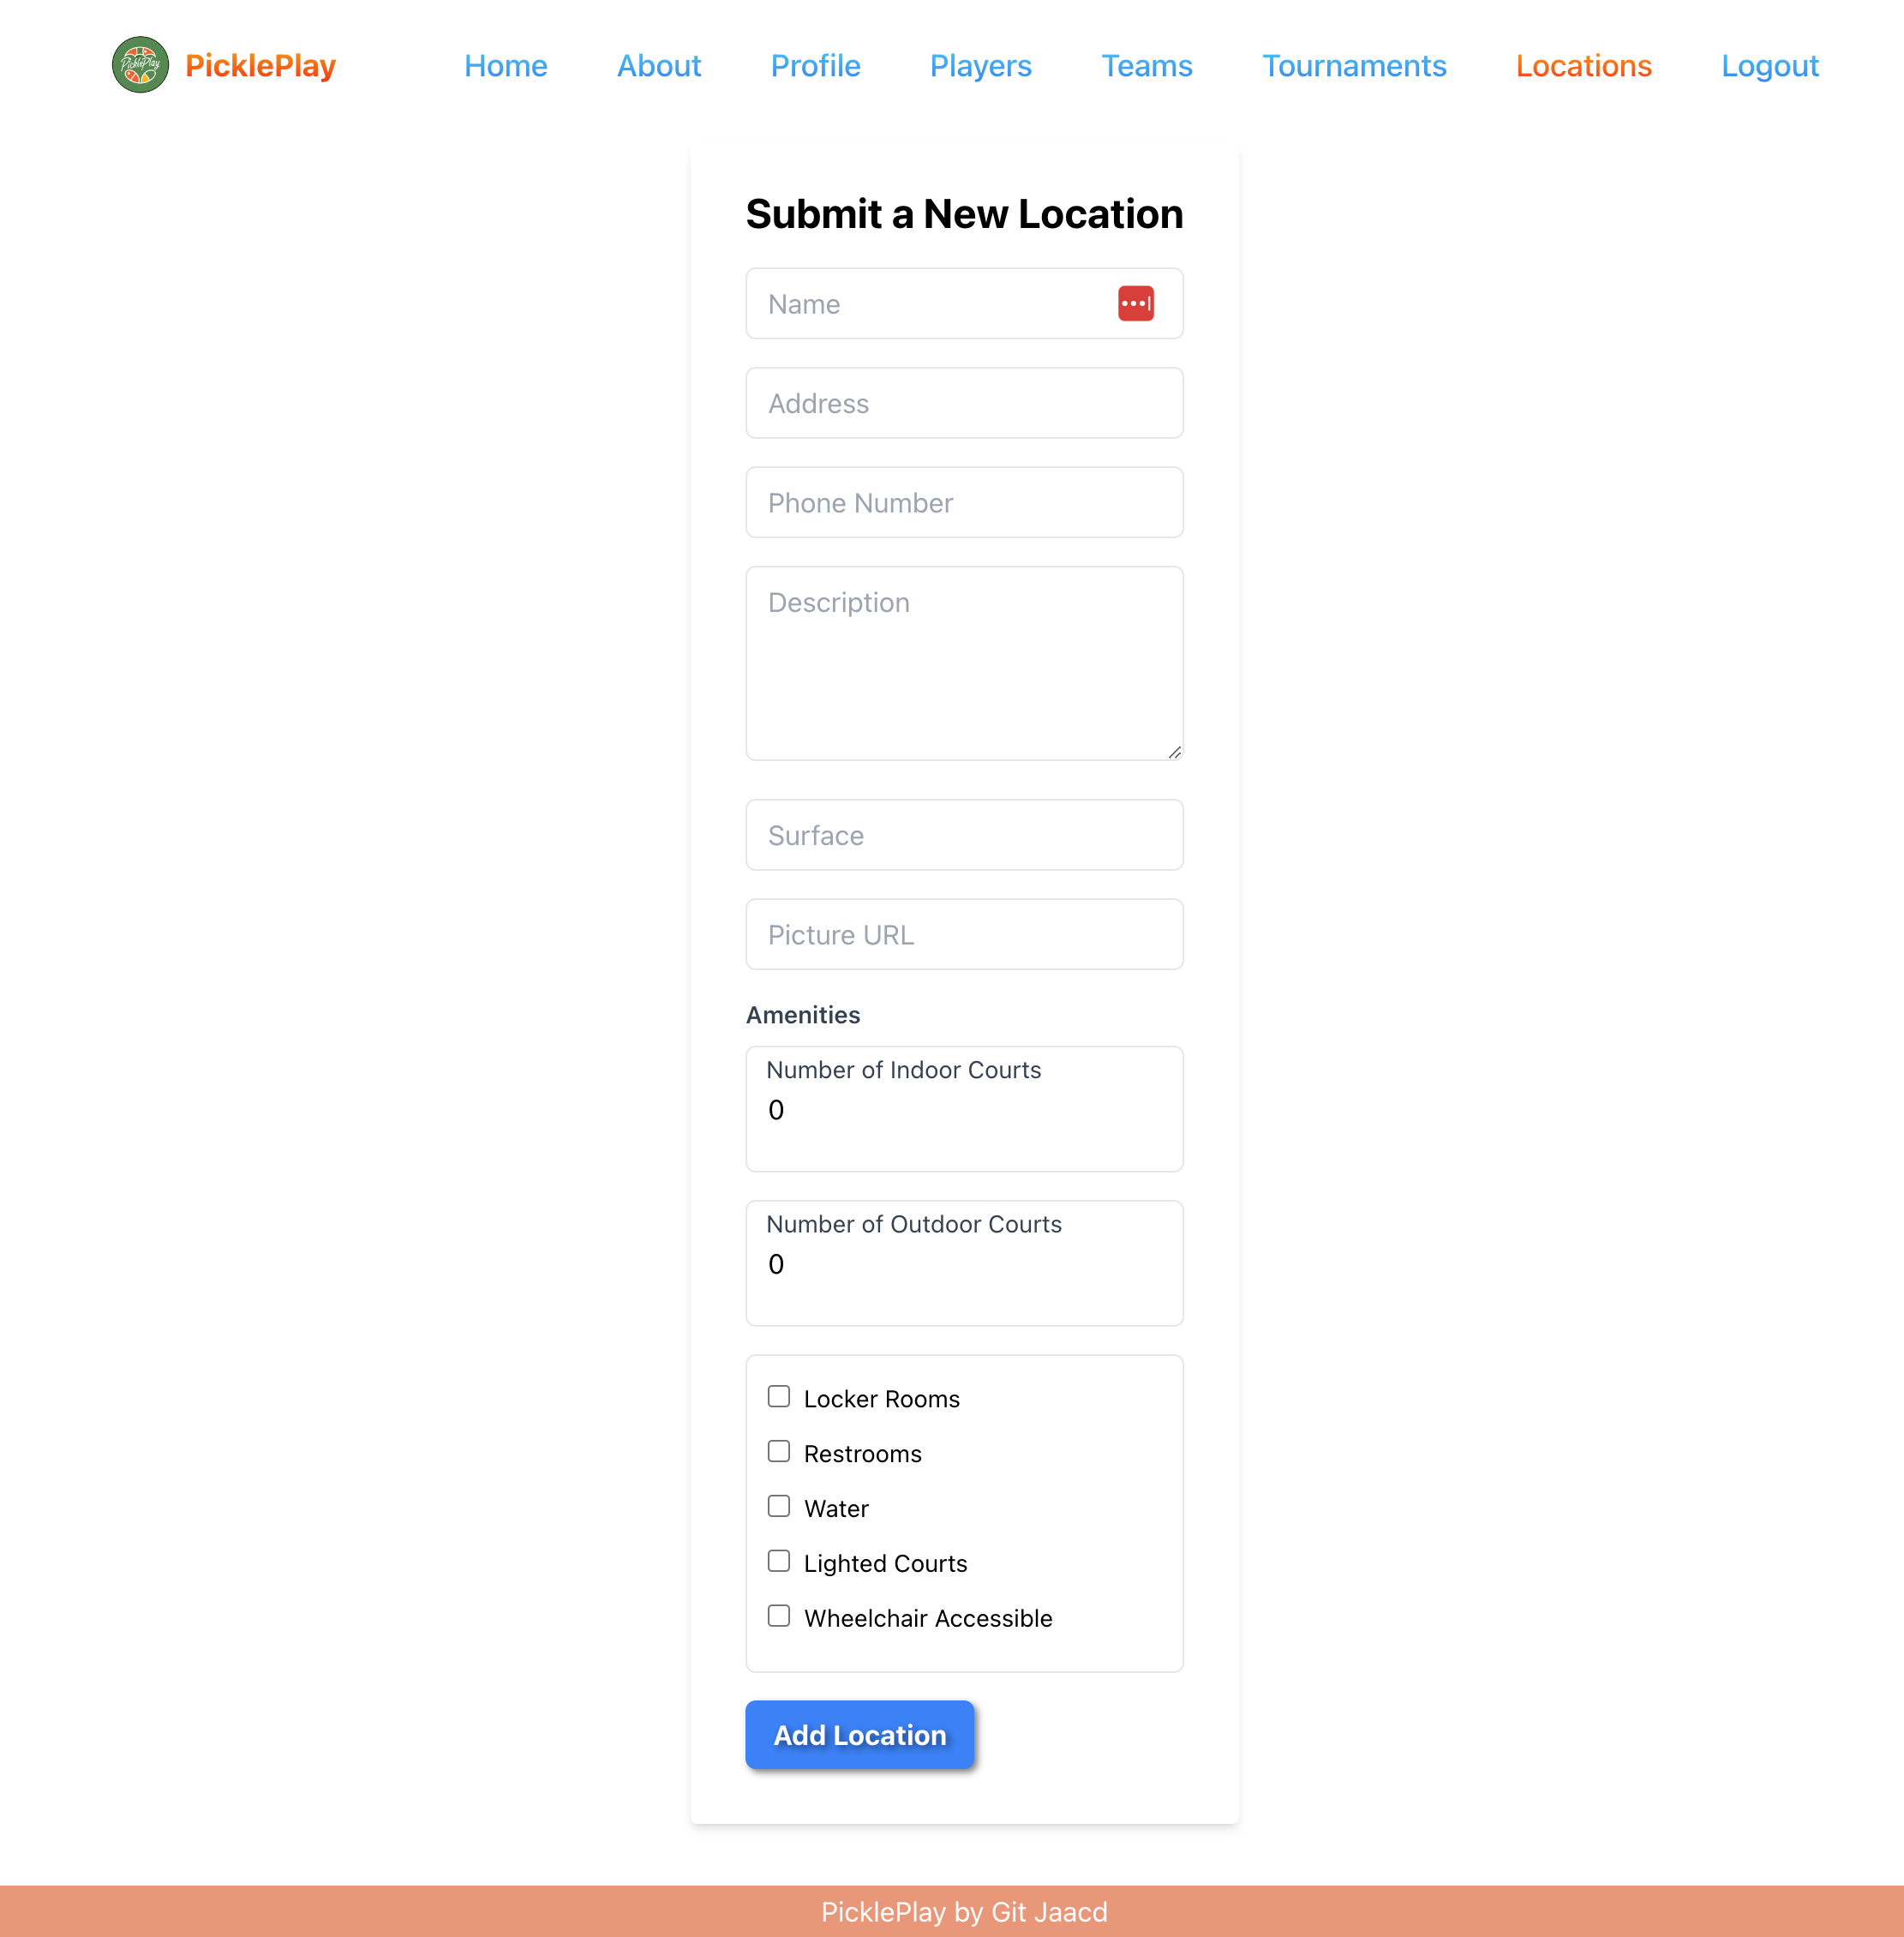 PicklePlay
PicklePlay Home About Profile Players Teams Tournaments Locations Logout
Submit a New Location
Name
Address
Phone Number
Description
Surface
Picture URL
Amenities
Number of Indoor Courts
0
Number of Outdoor Courts
0
Locker Rooms
Restrooms
Water
Lighted Courts
Wheelchair Accessible
Add Location
PicklePlay by Git Jaacd